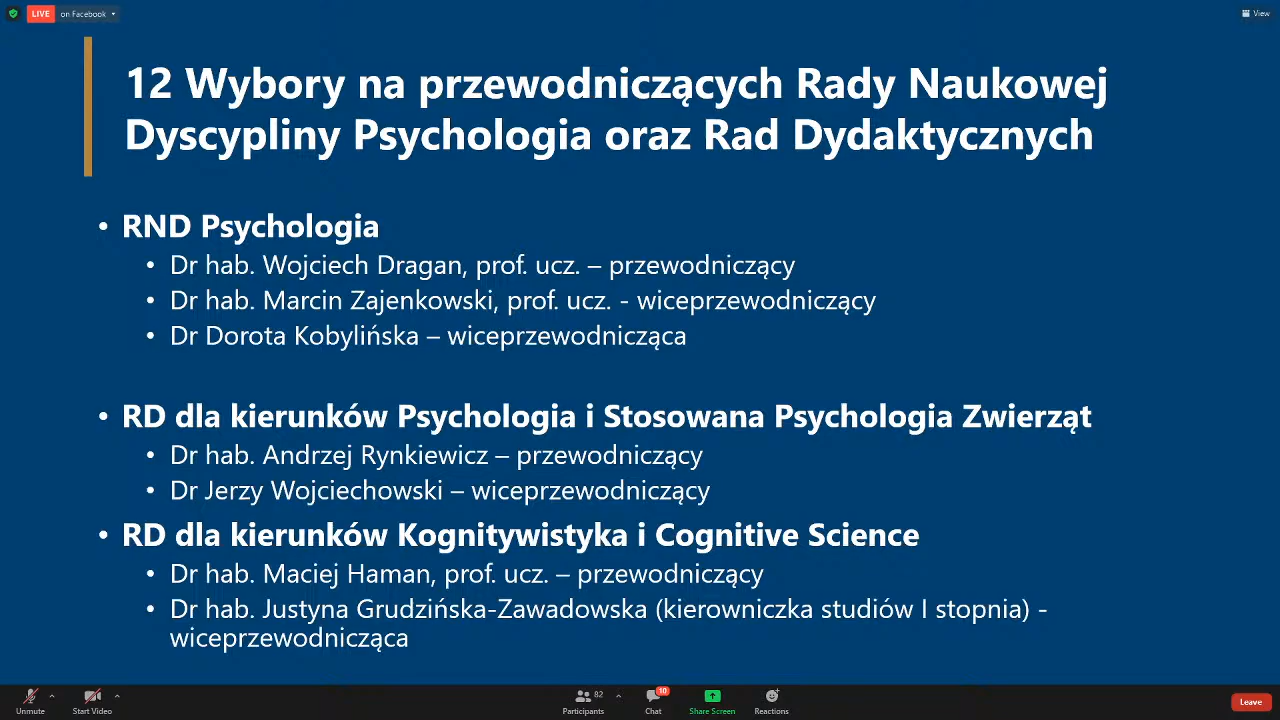 LIVE on Facebook
View
12 Wybory na przewodniczących Rady Naukowej
Dyscypliny Psychologia oraz Rad Dydaktycznych
• RND Psychologia
• Dr hab. Wojciech Dragan, prof. ucz. – przewodniczący
• Dr hab. Marcin Zajenkowski, prof. ucz. - wiceprzewodniczący
• Dr Dorota Kobylińska – wiceprzewodnicząca
• RD dla kierunków Psychologia i Stosowana Psychologia Zwierząt
• Dr hab. Andrzej Rynkiewicz – przewodniczący
• Dr Jerzy Wojciechowski – wiceprzewodniczący
• RD dla kierunków Kognitywistyka i Cognitive Science
• Dr hab. Maciej Haman, prof. ucz. – przewodniczący
• Dr hab. Justyna Grudzińska-Zawadowska (kierowniczka studiów I stopnia) -
wiceprzewodnicząca
82 10
Unmute Start Video Participants Chat Share Screen Reactions Leave